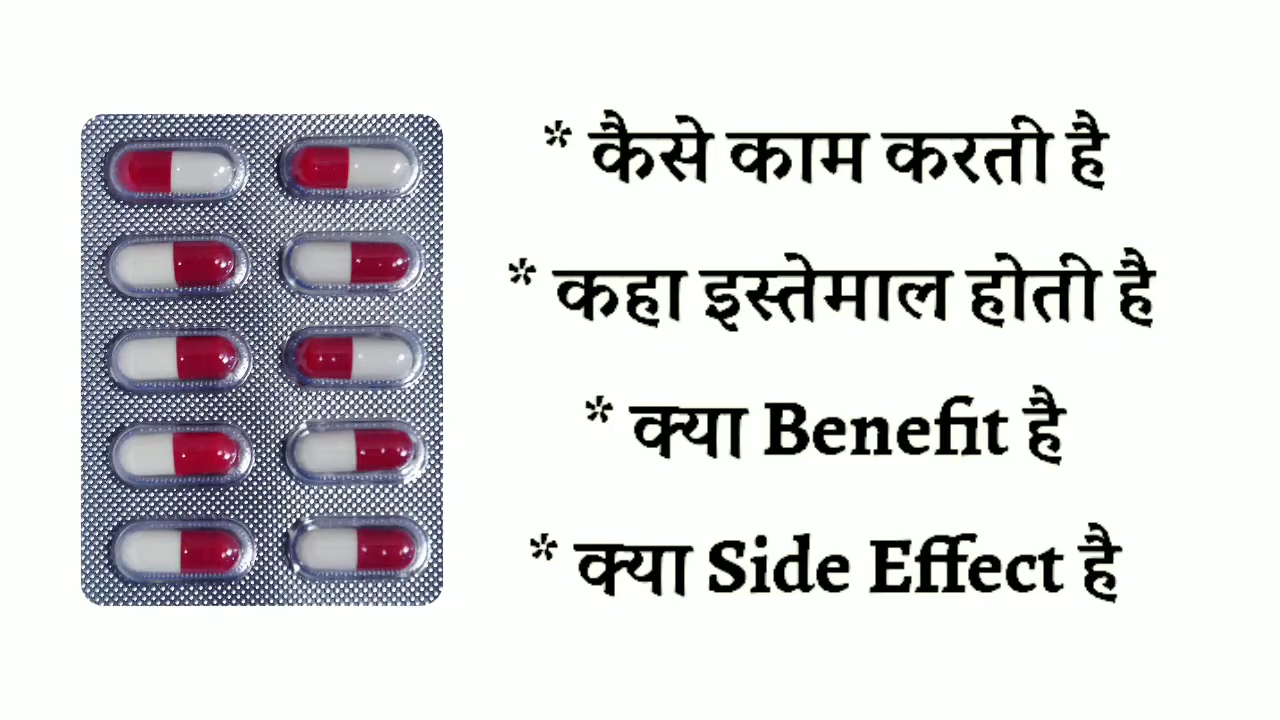 * कैसे काम करती है
* कहा इस्तेमाल होती है
* क्या Benefit है
* क्या Side Effect है